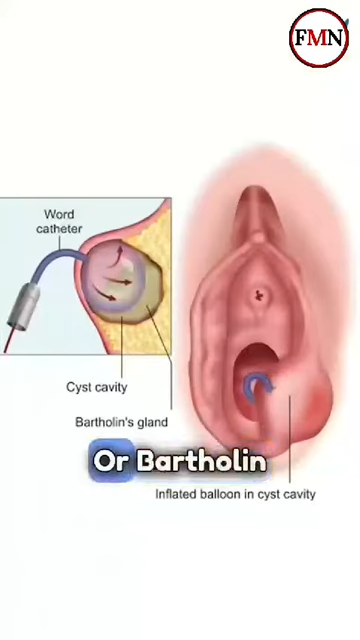 FMN
Word
catheter
Cyst cavity
Bartholin's gland
Or Bartholin
Inflated balloon in cyst cavity